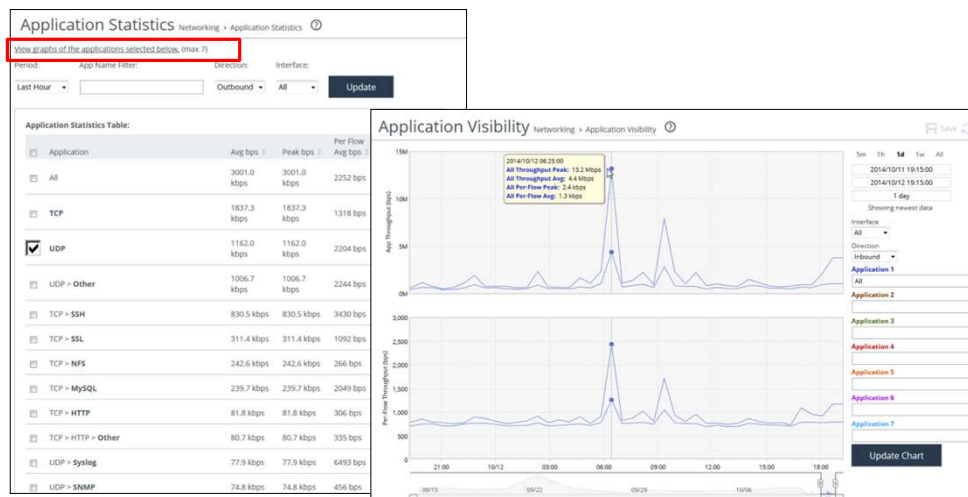 Application Statistics Networking > Application Statistics ?
View graphs of the applications selected below. (max 7)
Period: App Name Filter: Direction: Interface:
Last Hour Outbound All Update
Application Statistics Table:
Application Avg bps Peak bps Per Flow Avg bps
All 3001.0 kbps 3001.0 kbps 2252 bps
TCP 1837.3 kbps 1837.3 kbps 1318 bps
UDP 1162.0 kbps 1162.0 kbps 2204 bps
UDP > Other 1006.7 kbps 1006.7 kbps 2244 bps
TCP > SSH 830.5 kbps 830.5 kbps 3430 bps
TCP > SSL 311.4 kbps 311.4 kbps 1092 bps
TCP > NFS 242.6 kbps 242.6 kbps 266 bps
TCP > MySQL 239.7 kbps 239.7 kbps 2049 bps
TCP > HTTP 81.8 kbps 81.8 kbps 306 bps
TCP > HTTP > Other 80.7 kbps 80.7 kbps 335 bps
UDP > Syslog 77.9 kbps 77.9 kbps 6493 bps
UDP > SNMP 74.8 kbps 74.8 kbps 456 bps
Application Visibility Networking > Application Visibility ?
Save
15M
10M
5M
0M
App Throughput (bps)
2014/10/12 06:25:00
All Throughput Peak: 13.2 Mbps
All Throughput Avg: 4.4 Mbps
All Per-Flow Peak: 2.4 kbps
All Per-Flow Avg: 1.3 kbps
3,000
2,500
2,000
1,500
1,000
500
0
Per-Flow Throughput (bps)
21:00 10/12 03:00 06:00 09:00 12:00 15:00 18:00
09/15 09/22 09/29 10/06
5m 1h 1d 1w All
2014/10/11 19:15:00
2014/10/12 19:15:00
1 day
Showing newest data
Interface
All
Direction
Inbound
Application 1
All
Application 2
Application 3
Application 4
Application 5
Application 6
Application 7
Update Chart